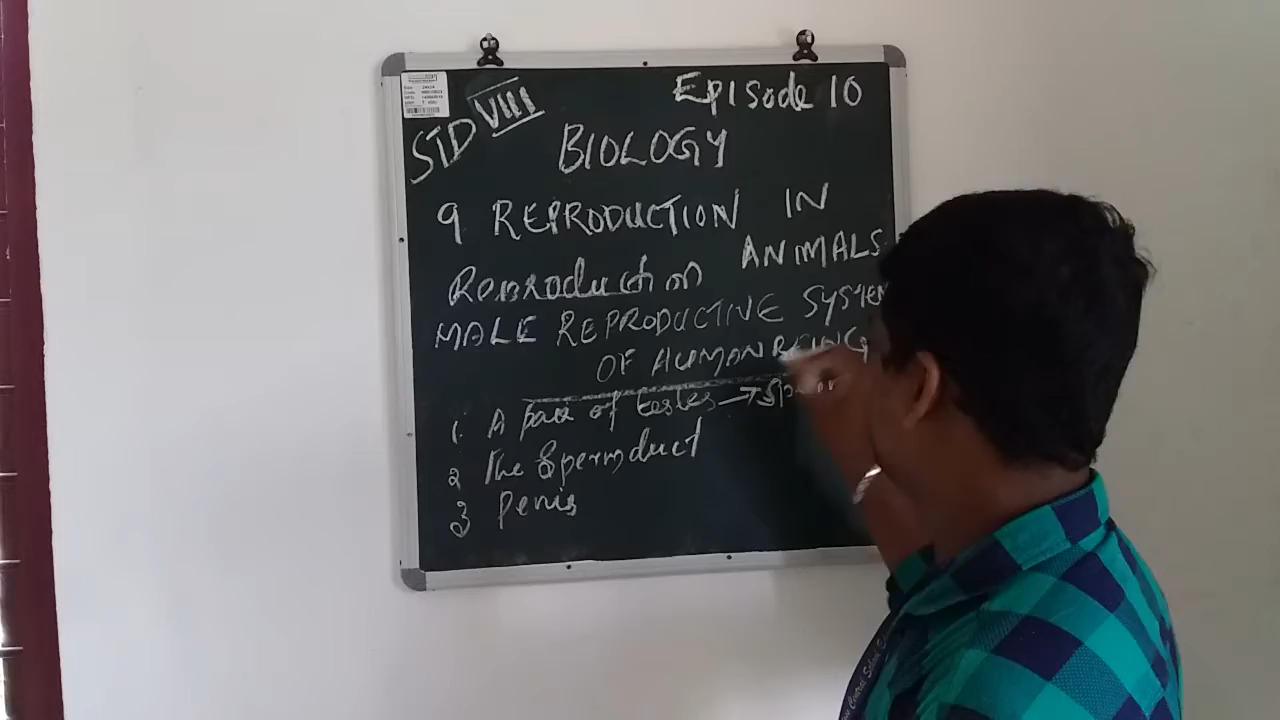 STD VIII
Episode 10
BIOLOGY
9 REPRODUCTION IN
ANIMALS
Reproduction
MALE REPRODUCTIVE SYSTEM
OF HUMAN BEING
1. A pair of testes → Sperm
2 The Spermduct
3 Penis